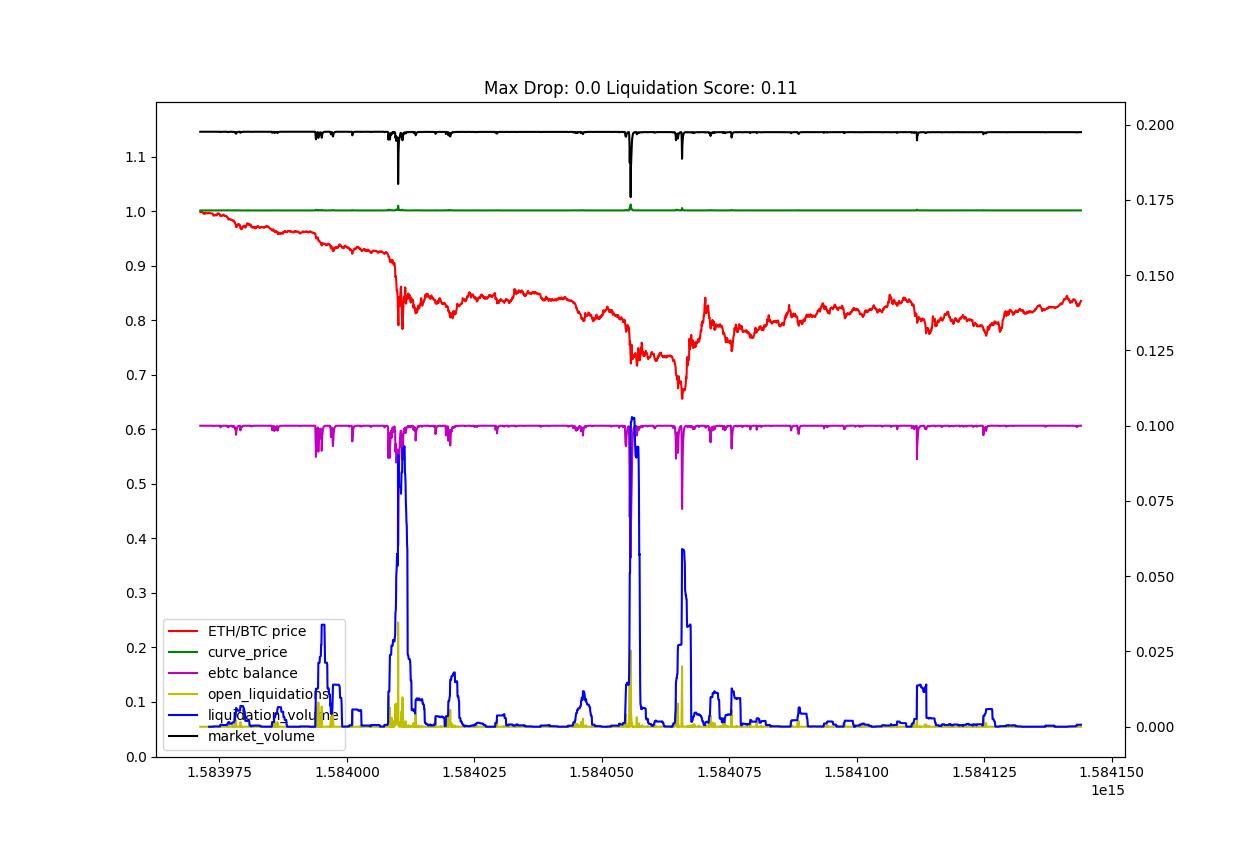 Max Drop: 0.0 Liquidation Score: 0.11
1.1
1.0
0.9
0.8
0.7
0.6
0.5
0.4
0.3
0.2
0.1
0.0
0.200
0.175
0.150
0.125
0.100
0.075
0.050
0.025
0.000
ETH/BTC price
curve_price
ebtc balance
open_liquidations
liquidation_volume
market_volume
1.583975 1.584000 1.584025 1.584050 1.584075 1.584100 1.584125 1.584150
1e15